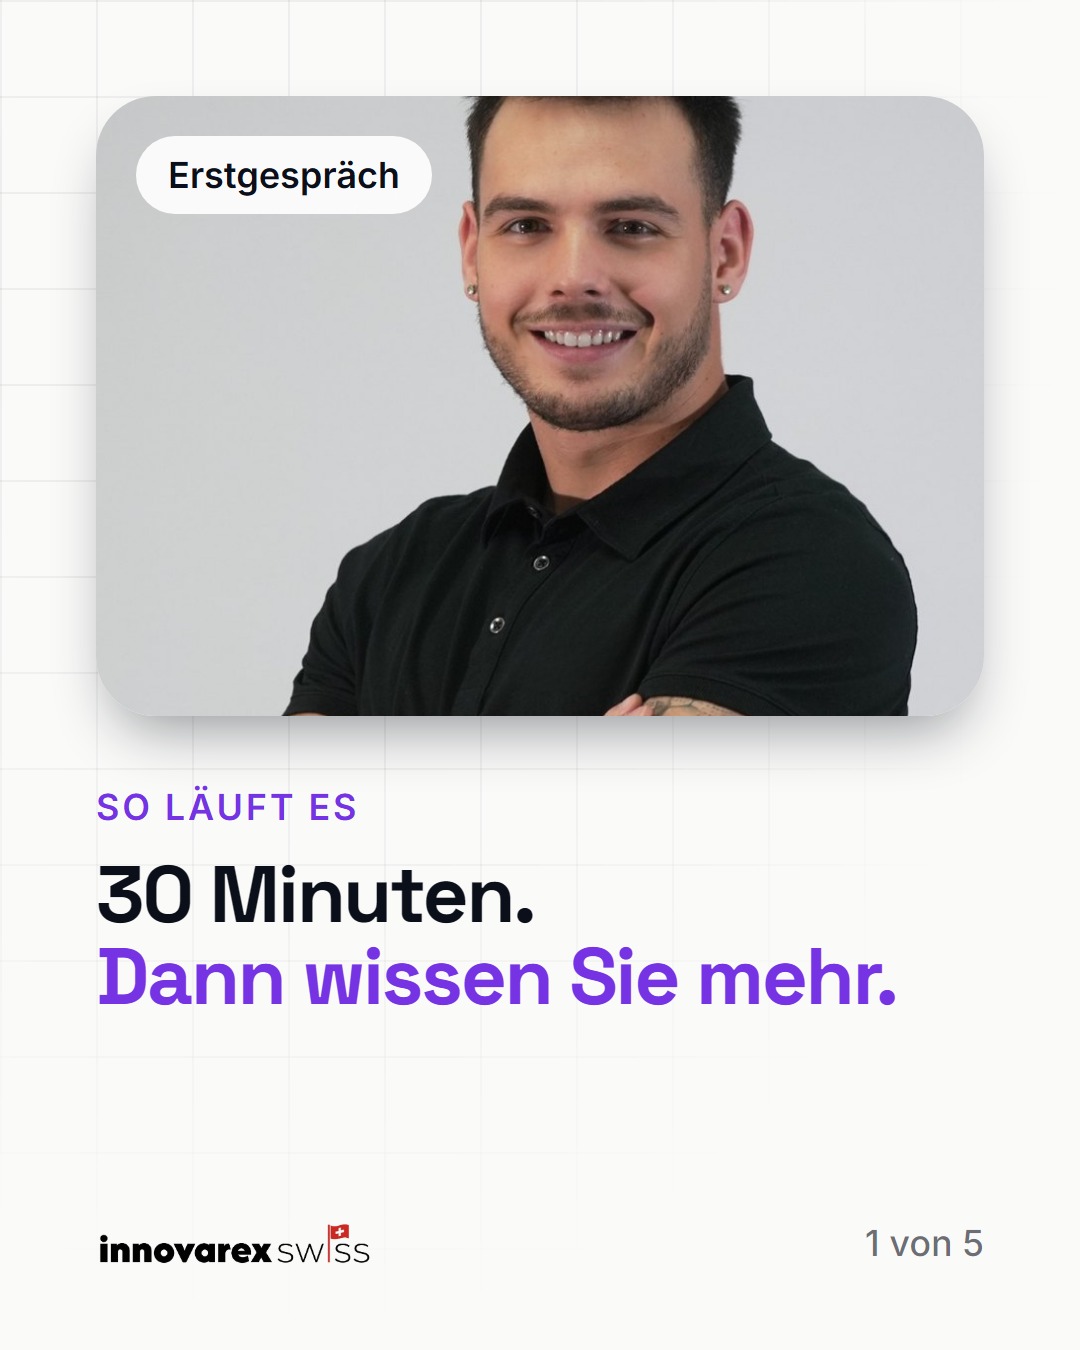 Erstgespräch
SO LÄUFT ES
30 Minuten.
Dann wissen Sie mehr.
innovarex swiss
1 von 5